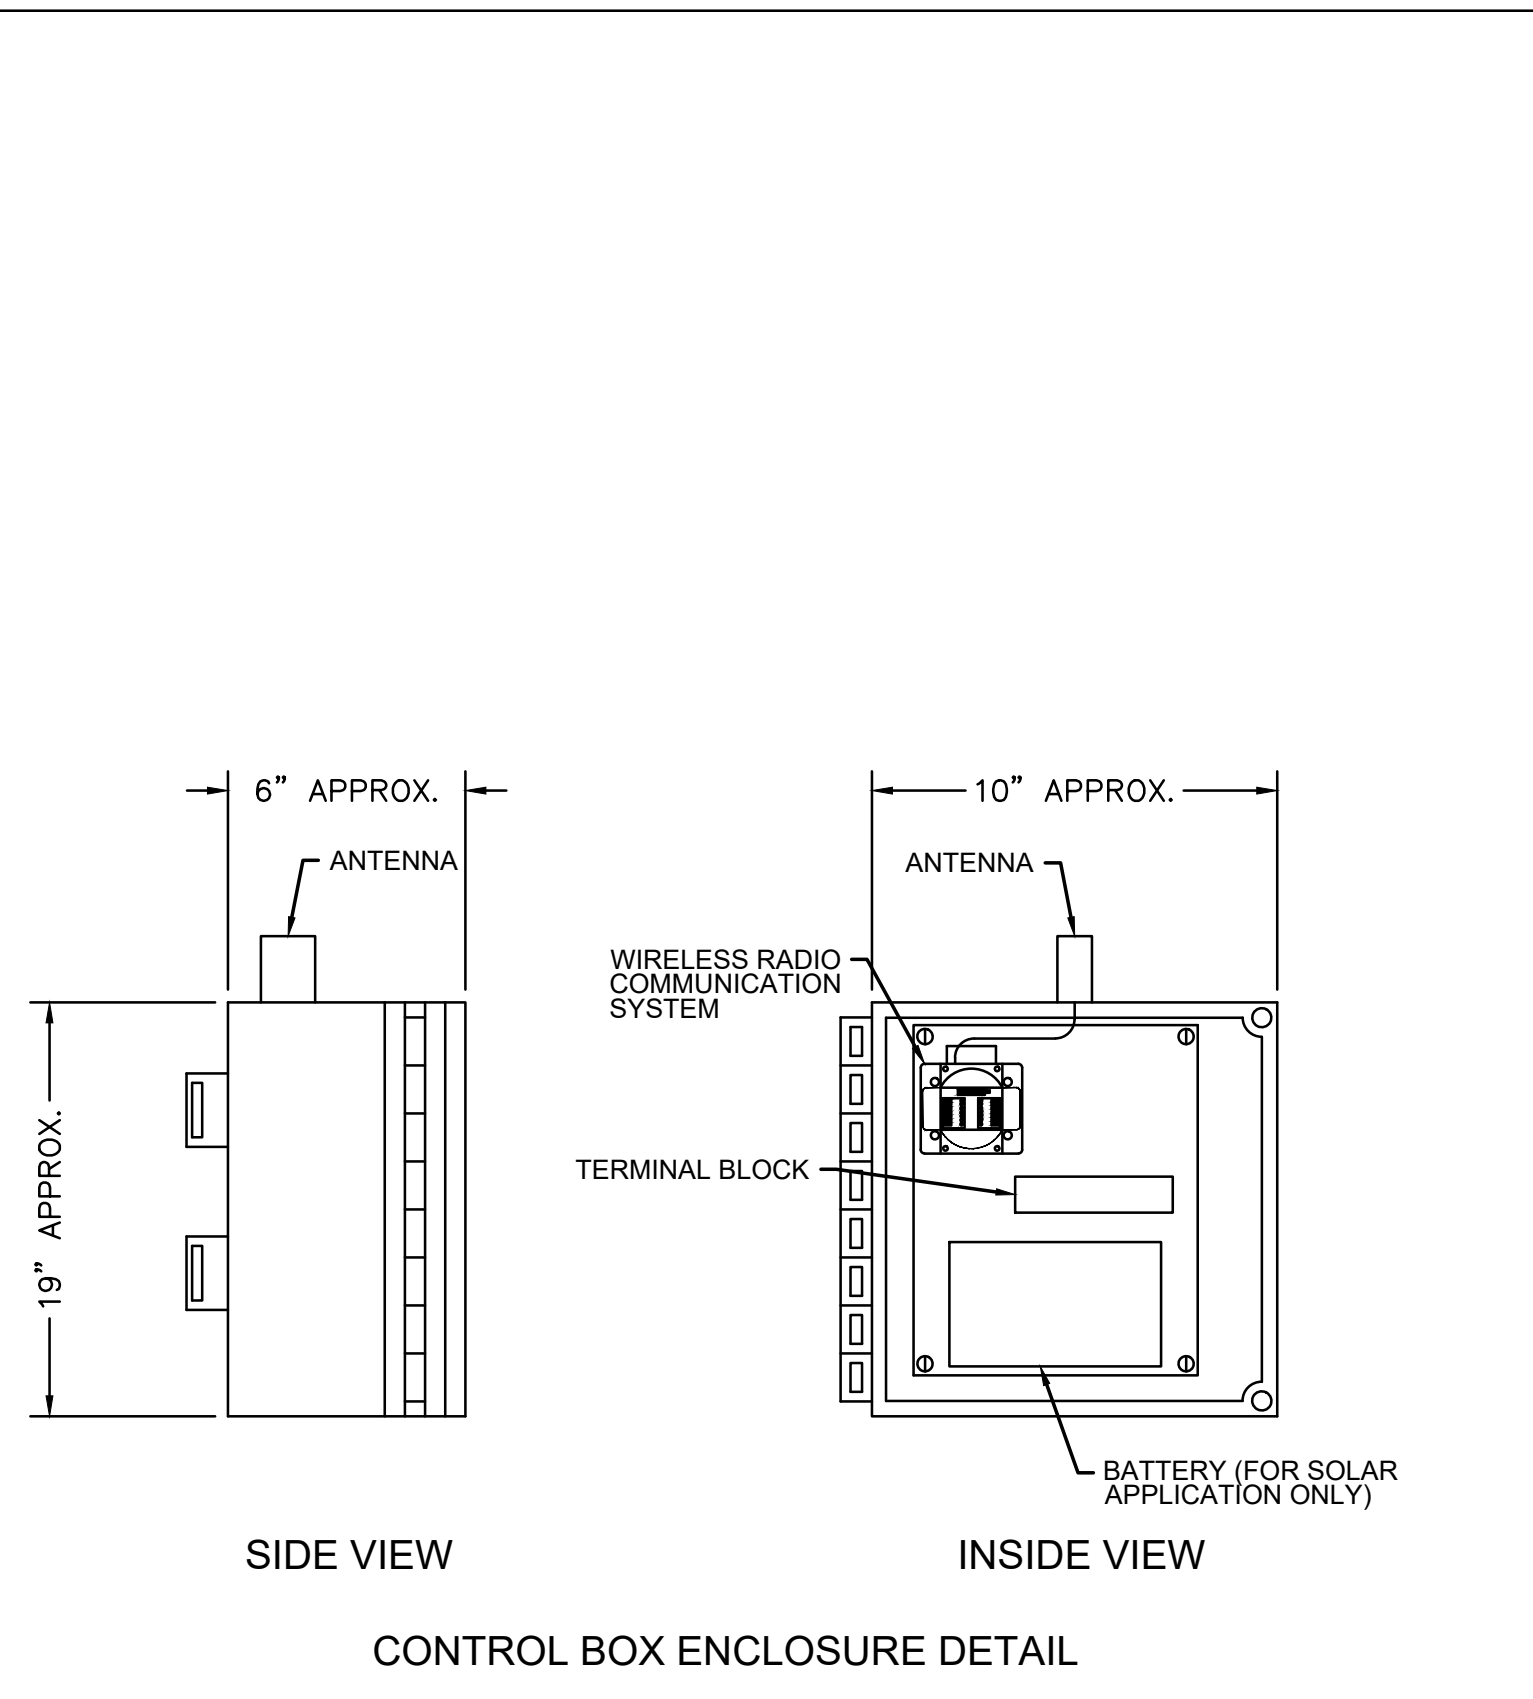 6” APPROX.
ANTENNA
19” APPROX.
SIDE VIEW
10” APPROX.
ANTENNA
WIRELESS RADIO
COMMUNICATION
SYSTEM
TERMINAL BLOCK
BATTERY (FOR SOLAR
APPLICATION ONLY)
INSIDE VIEW
CONTROL BOX ENCLOSURE DETAIL